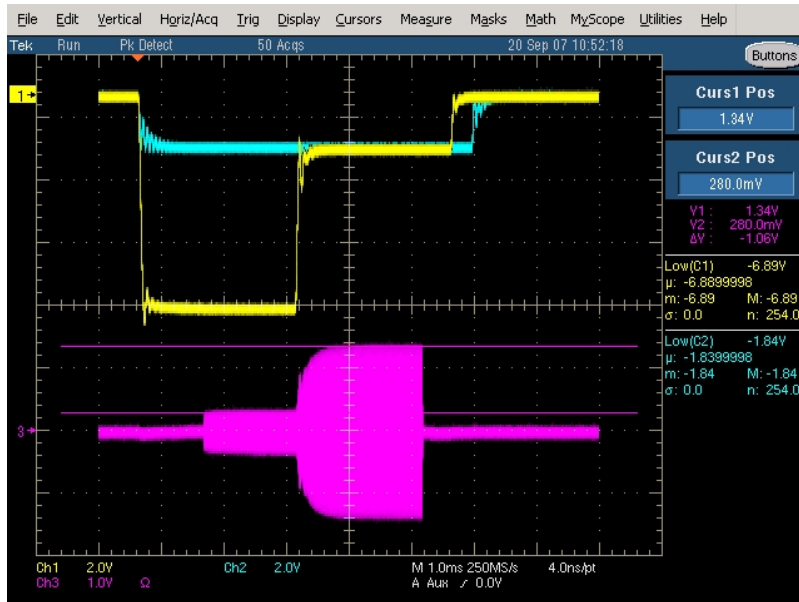 File Edit Vertical Horiz/Acq Trig Display Cursors Measure Masks Math MyScope Utilities Help
Tek Run Pk Detect 50 Acqs 20 Sep 07 10:52:18
Buttons
1
Curs1 Pos
1.34V
Curs2 Pos
280.0mV
V1 : 1.34V
V2 : 280.0mV
ΔV : -1.06V
Low(C1) -6.89V
µ: -6.8899998
m: -6.89 M: -6.89
σ: 0.0 n: 254.0
Low(C2) -1.84V
µ: -1.8399998
m: -1.84 M: -1.84
σ: 0.0 n: 254.0
3
Ch1 2.0V Ch2 2.0V M 1.0ms 250MS/s 4.0ns/pt
Ch3 1.0V Ω A Aux ⁄ 0.0V